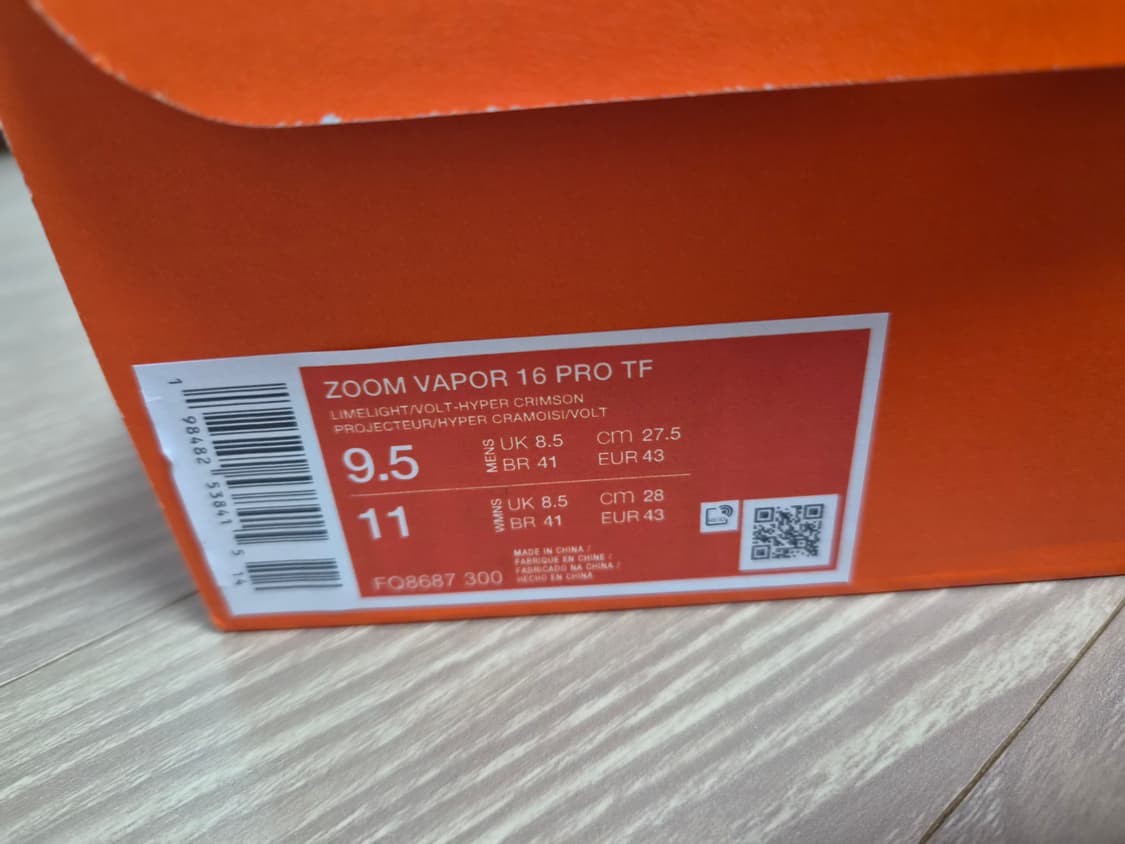 ZOOM VAPOR 16 PRO TF
LIMELIGHT/VOLT-HYPER CRIMSON
PROJECTEUR/HYPER CRAMOISI/VOLT
9.5 MENS UK 8.5 cm 27.5
BR 41 EUR 43
11 WMNS UK 8.5 cm 28
BR 41 EUR 43
MADE IN CHINA /
FABRIQUE EN CHINE /
FABRICADO NA CHINA /
HECHO EN CHINA
FQ8687 300
1 98482 53841 5 14